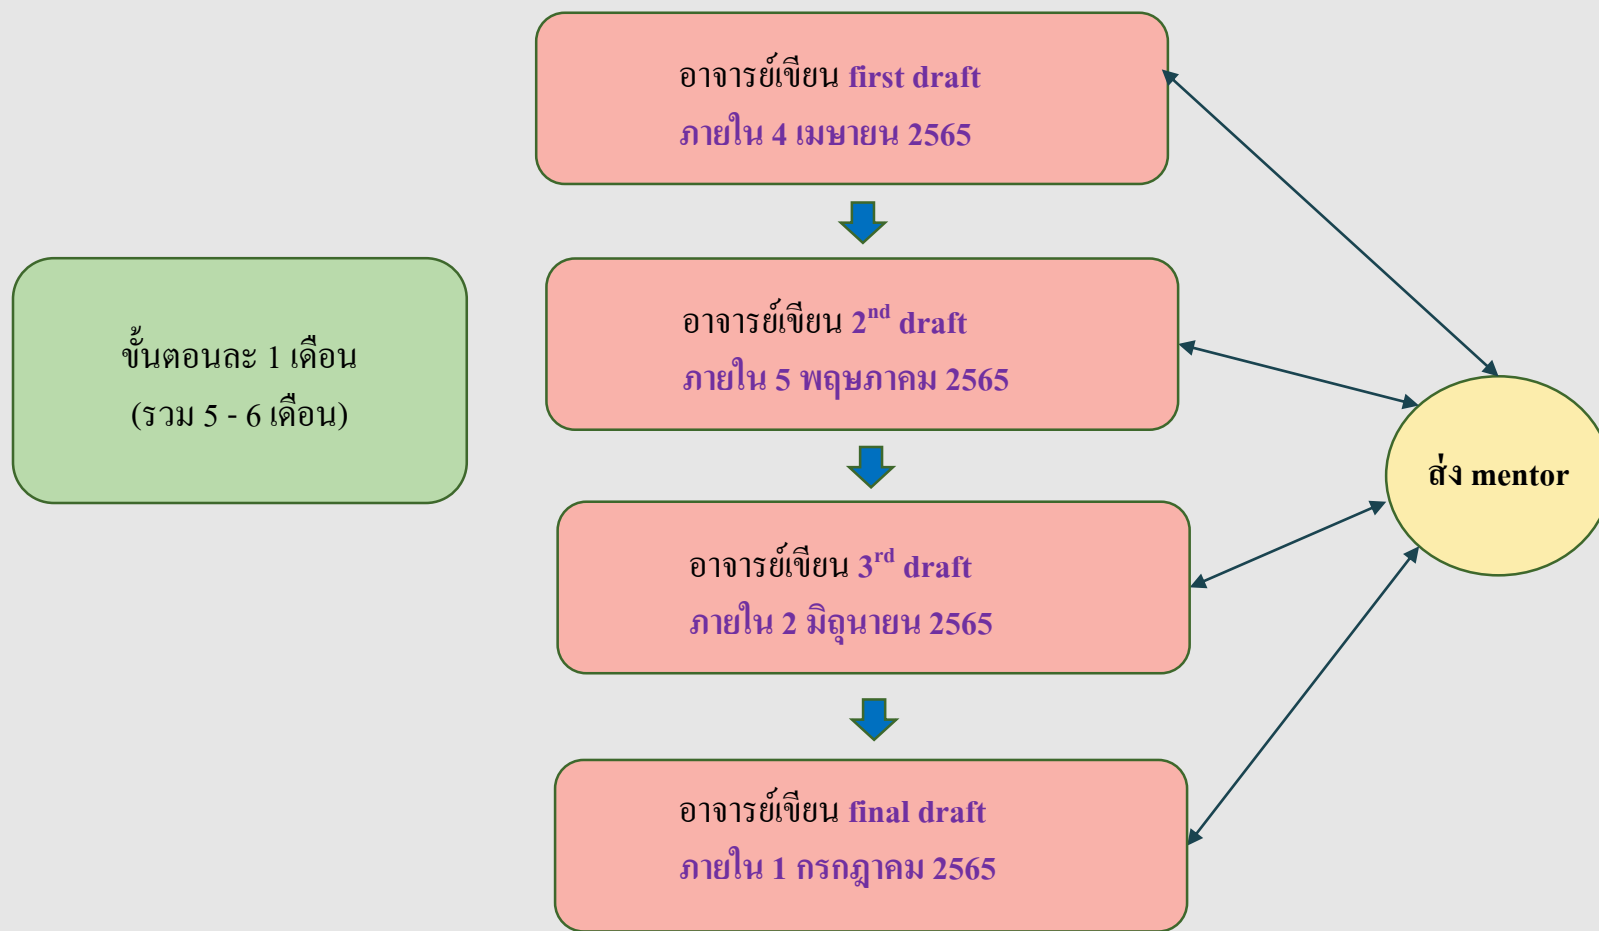 อาจารย์เขียน first draft
ภายใน 4 เมษายน 2565
ขั้นตอนละ 1 เดือน
(รวม 5 - 6 เดือน)
อาจารย์เขียน 2nd draft
ภายใน 5 พฤษภาคม 2565
ส่ง mentor
อาจารย์เขียน 3rd draft
ภายใน 2 มิถุนายน 2565
อาจารย์เขียน final draft
ภายใน 1 กรกฎาคม 2565